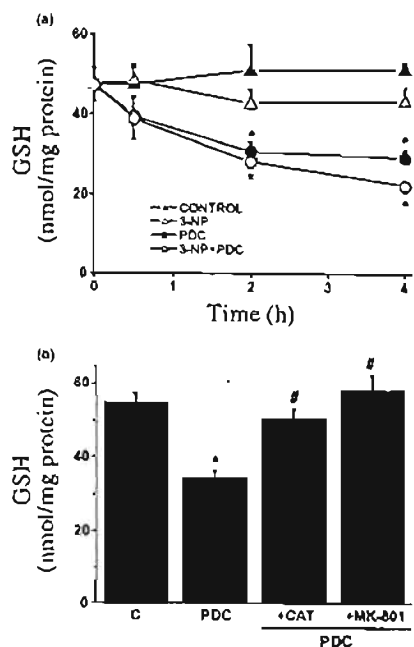 (a)
60
40
20
0
GSH
(nmol/mg protein)
CONTROL
3-NP
PDC
3-NP+PDC
0 1 2 3 4
Time (h)
(b)
60
40
20
0
GSH
(nmol/mg protein)
* # #
C PDC +CAT +MK-801
PDC